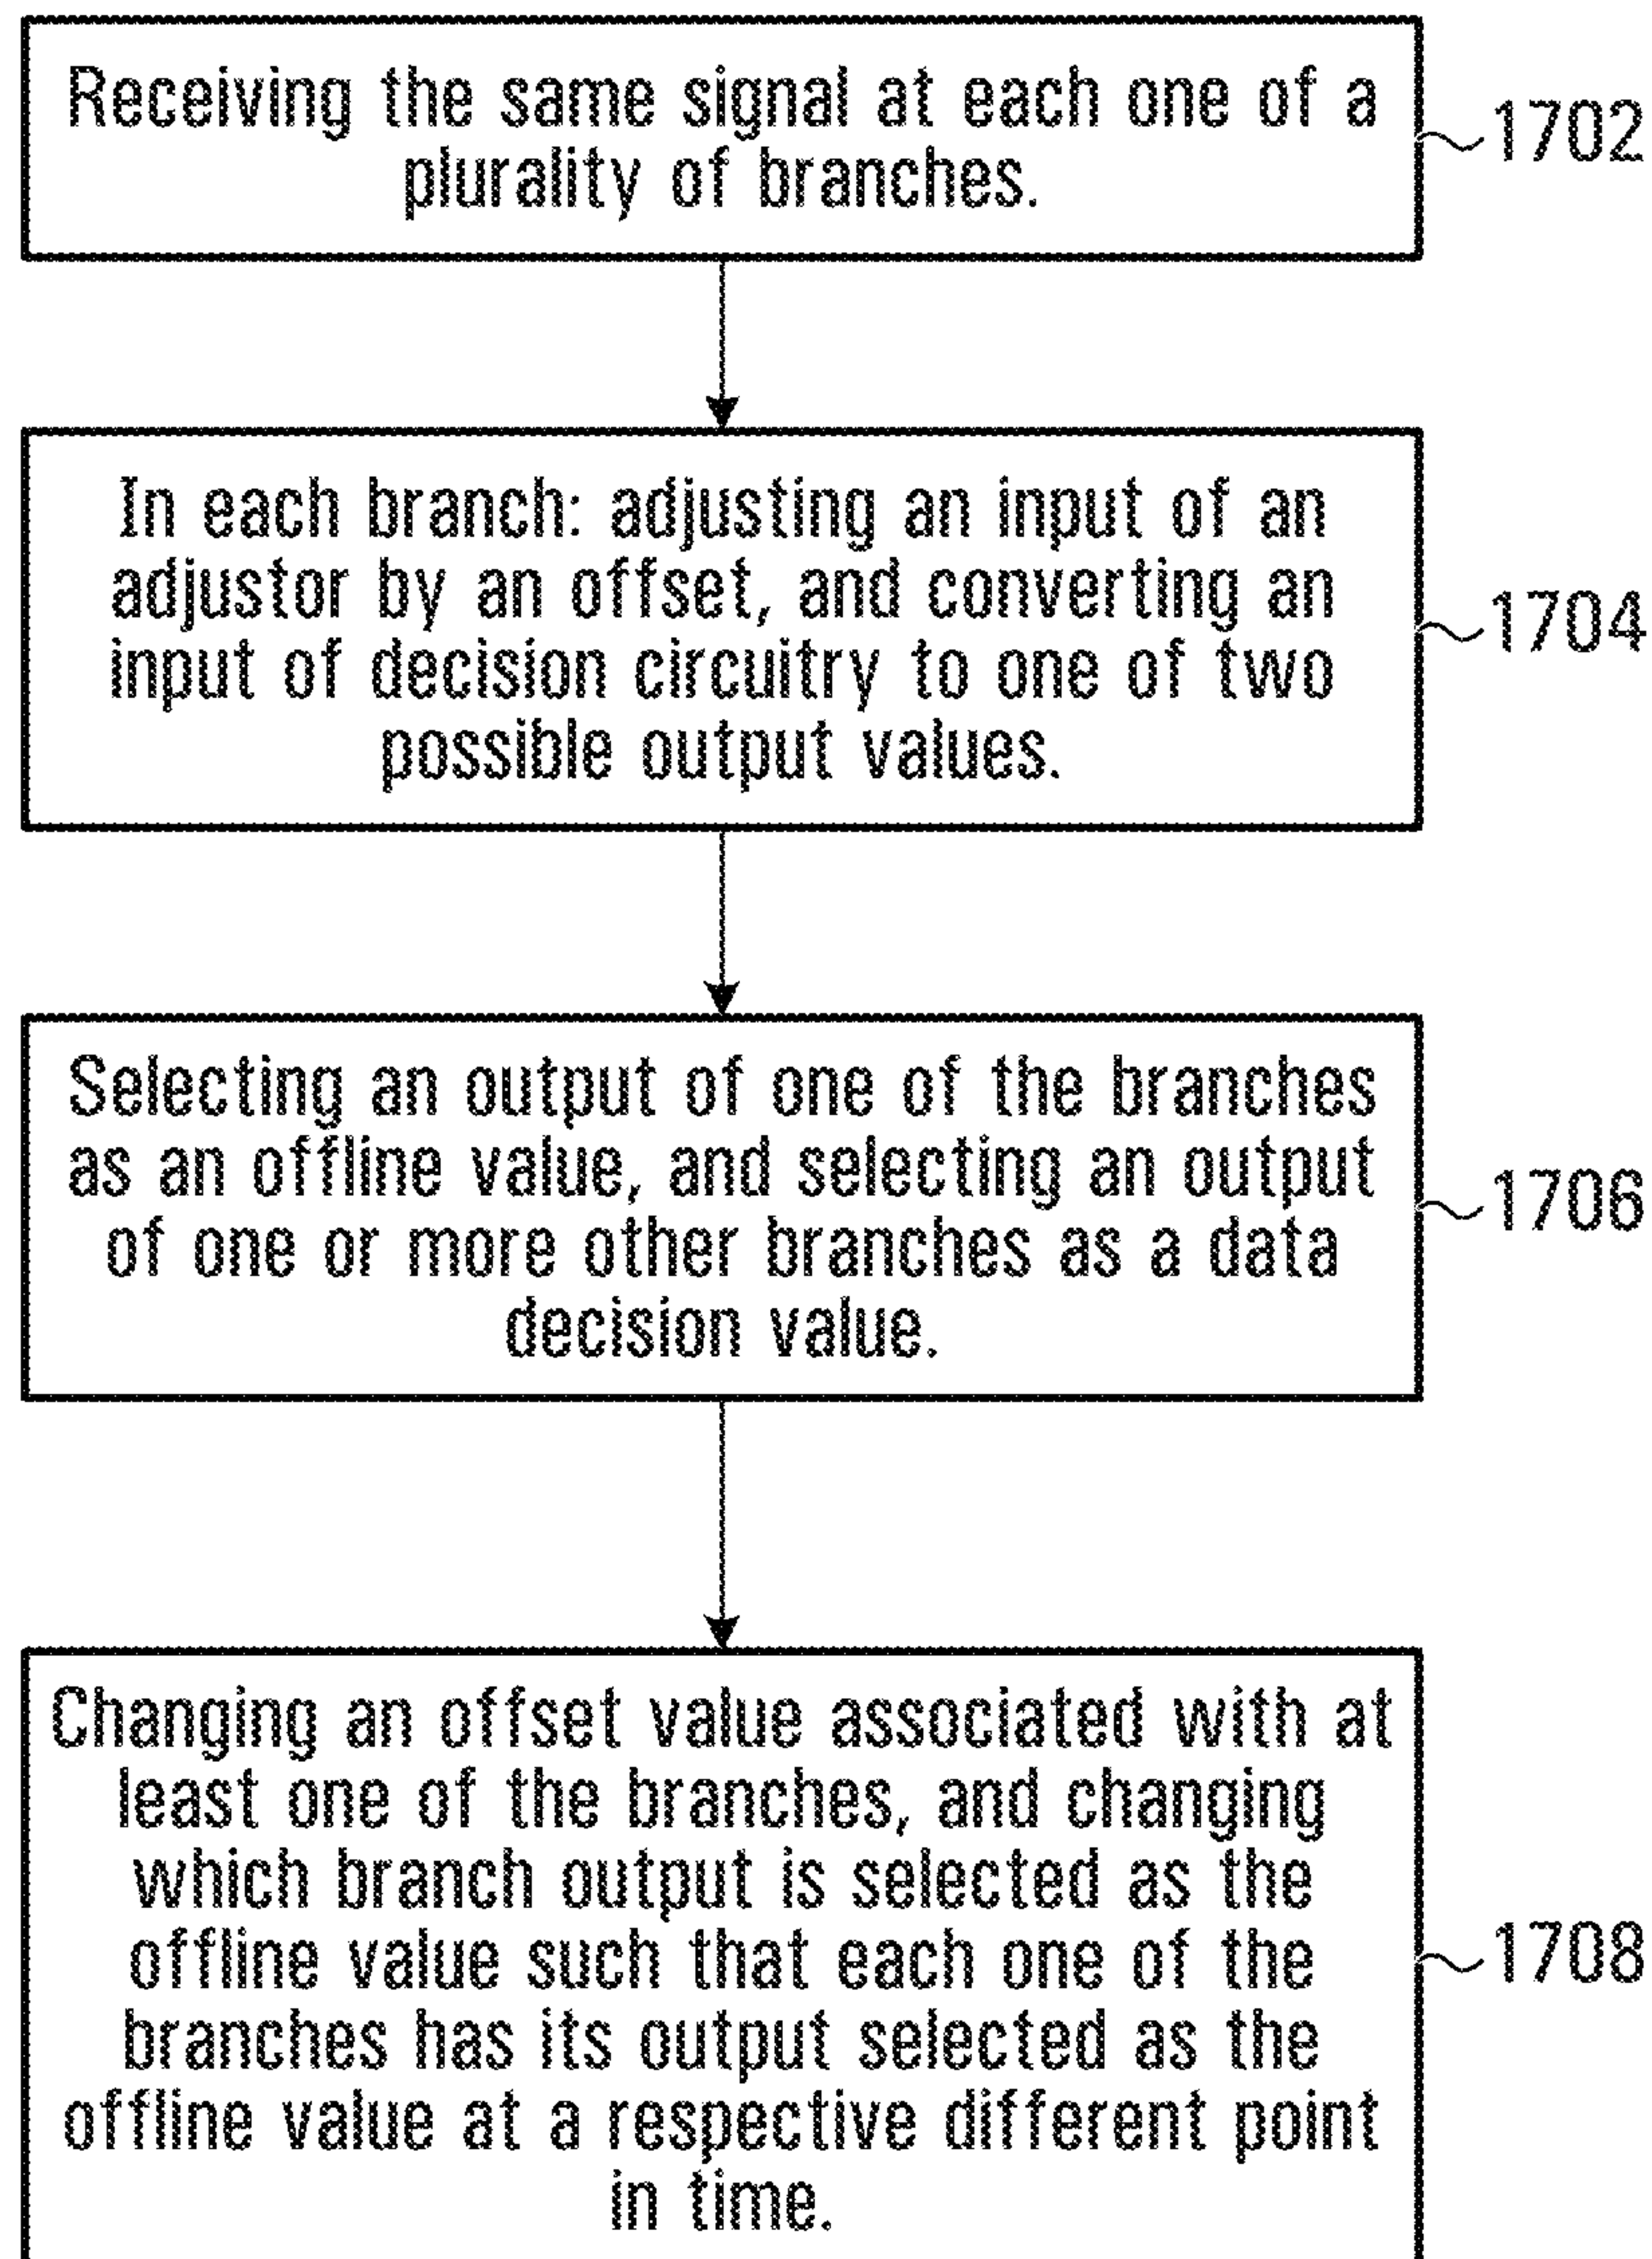 Receiving the same signal at each one of a
plurality of branches.
1702
In each branch: adjusting an input of an
adjustor by an offset, and converting an
input of decision circuitry to one of two
possible output values.
1704
Selecting an output of one of the branches
as an offline value, and selecting an output
of one or more other branches as a data
decision value.
1706
Changing an offset value associated with at
least one of the branches, and changing
which branch output is selected as the
offline value such that each one of the
branches has its output selected as the
offline value at a respective different point
in time.
1708